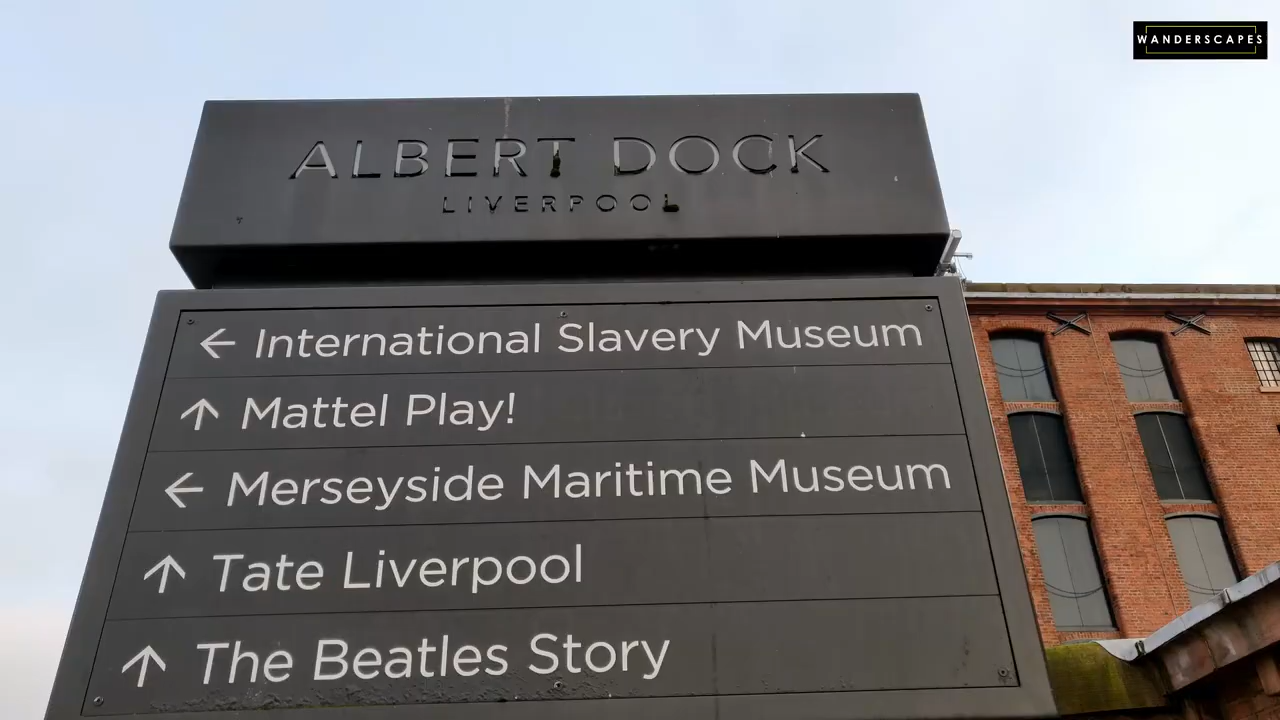 WANDERSCAPES
ALBERT DOCK
LIVERPOOL
← International Slavery Museum
↑ Mattel Play!
← Merseyside Maritime Museum
↑ Tate Liverpool
↑ The Beatles Story